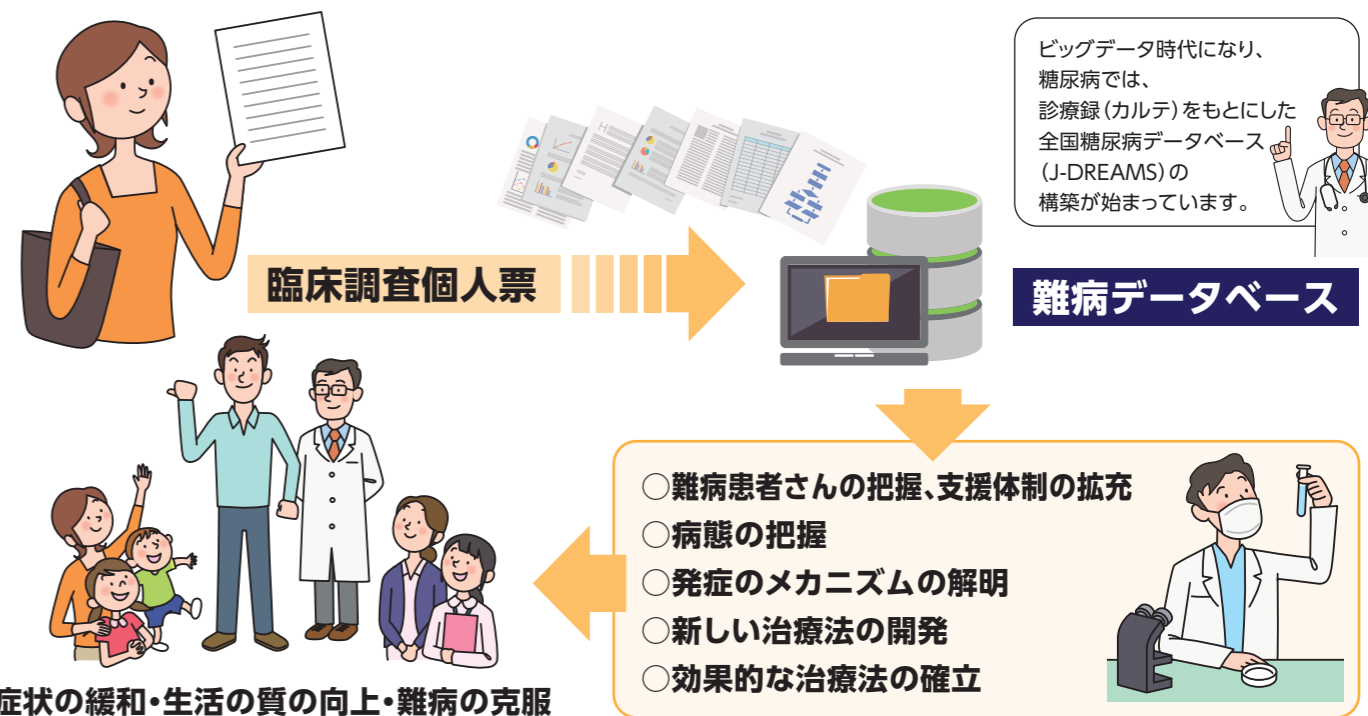 ビッグデータ時代になり、
糖尿病では、
診療録(カルテ)をもとにした
全国糖尿病データベース
(J-DREAMS)の
構築が始まっています。
臨床調査個人票
難病データベース
○難病患者さんの把握、支援体制の拡充
○病態の把握
○発症のメカニズムの解明
○新しい治療法の開発
○効果的な治療法の確立
症状の緩和・生活の質の向上・難病の克服